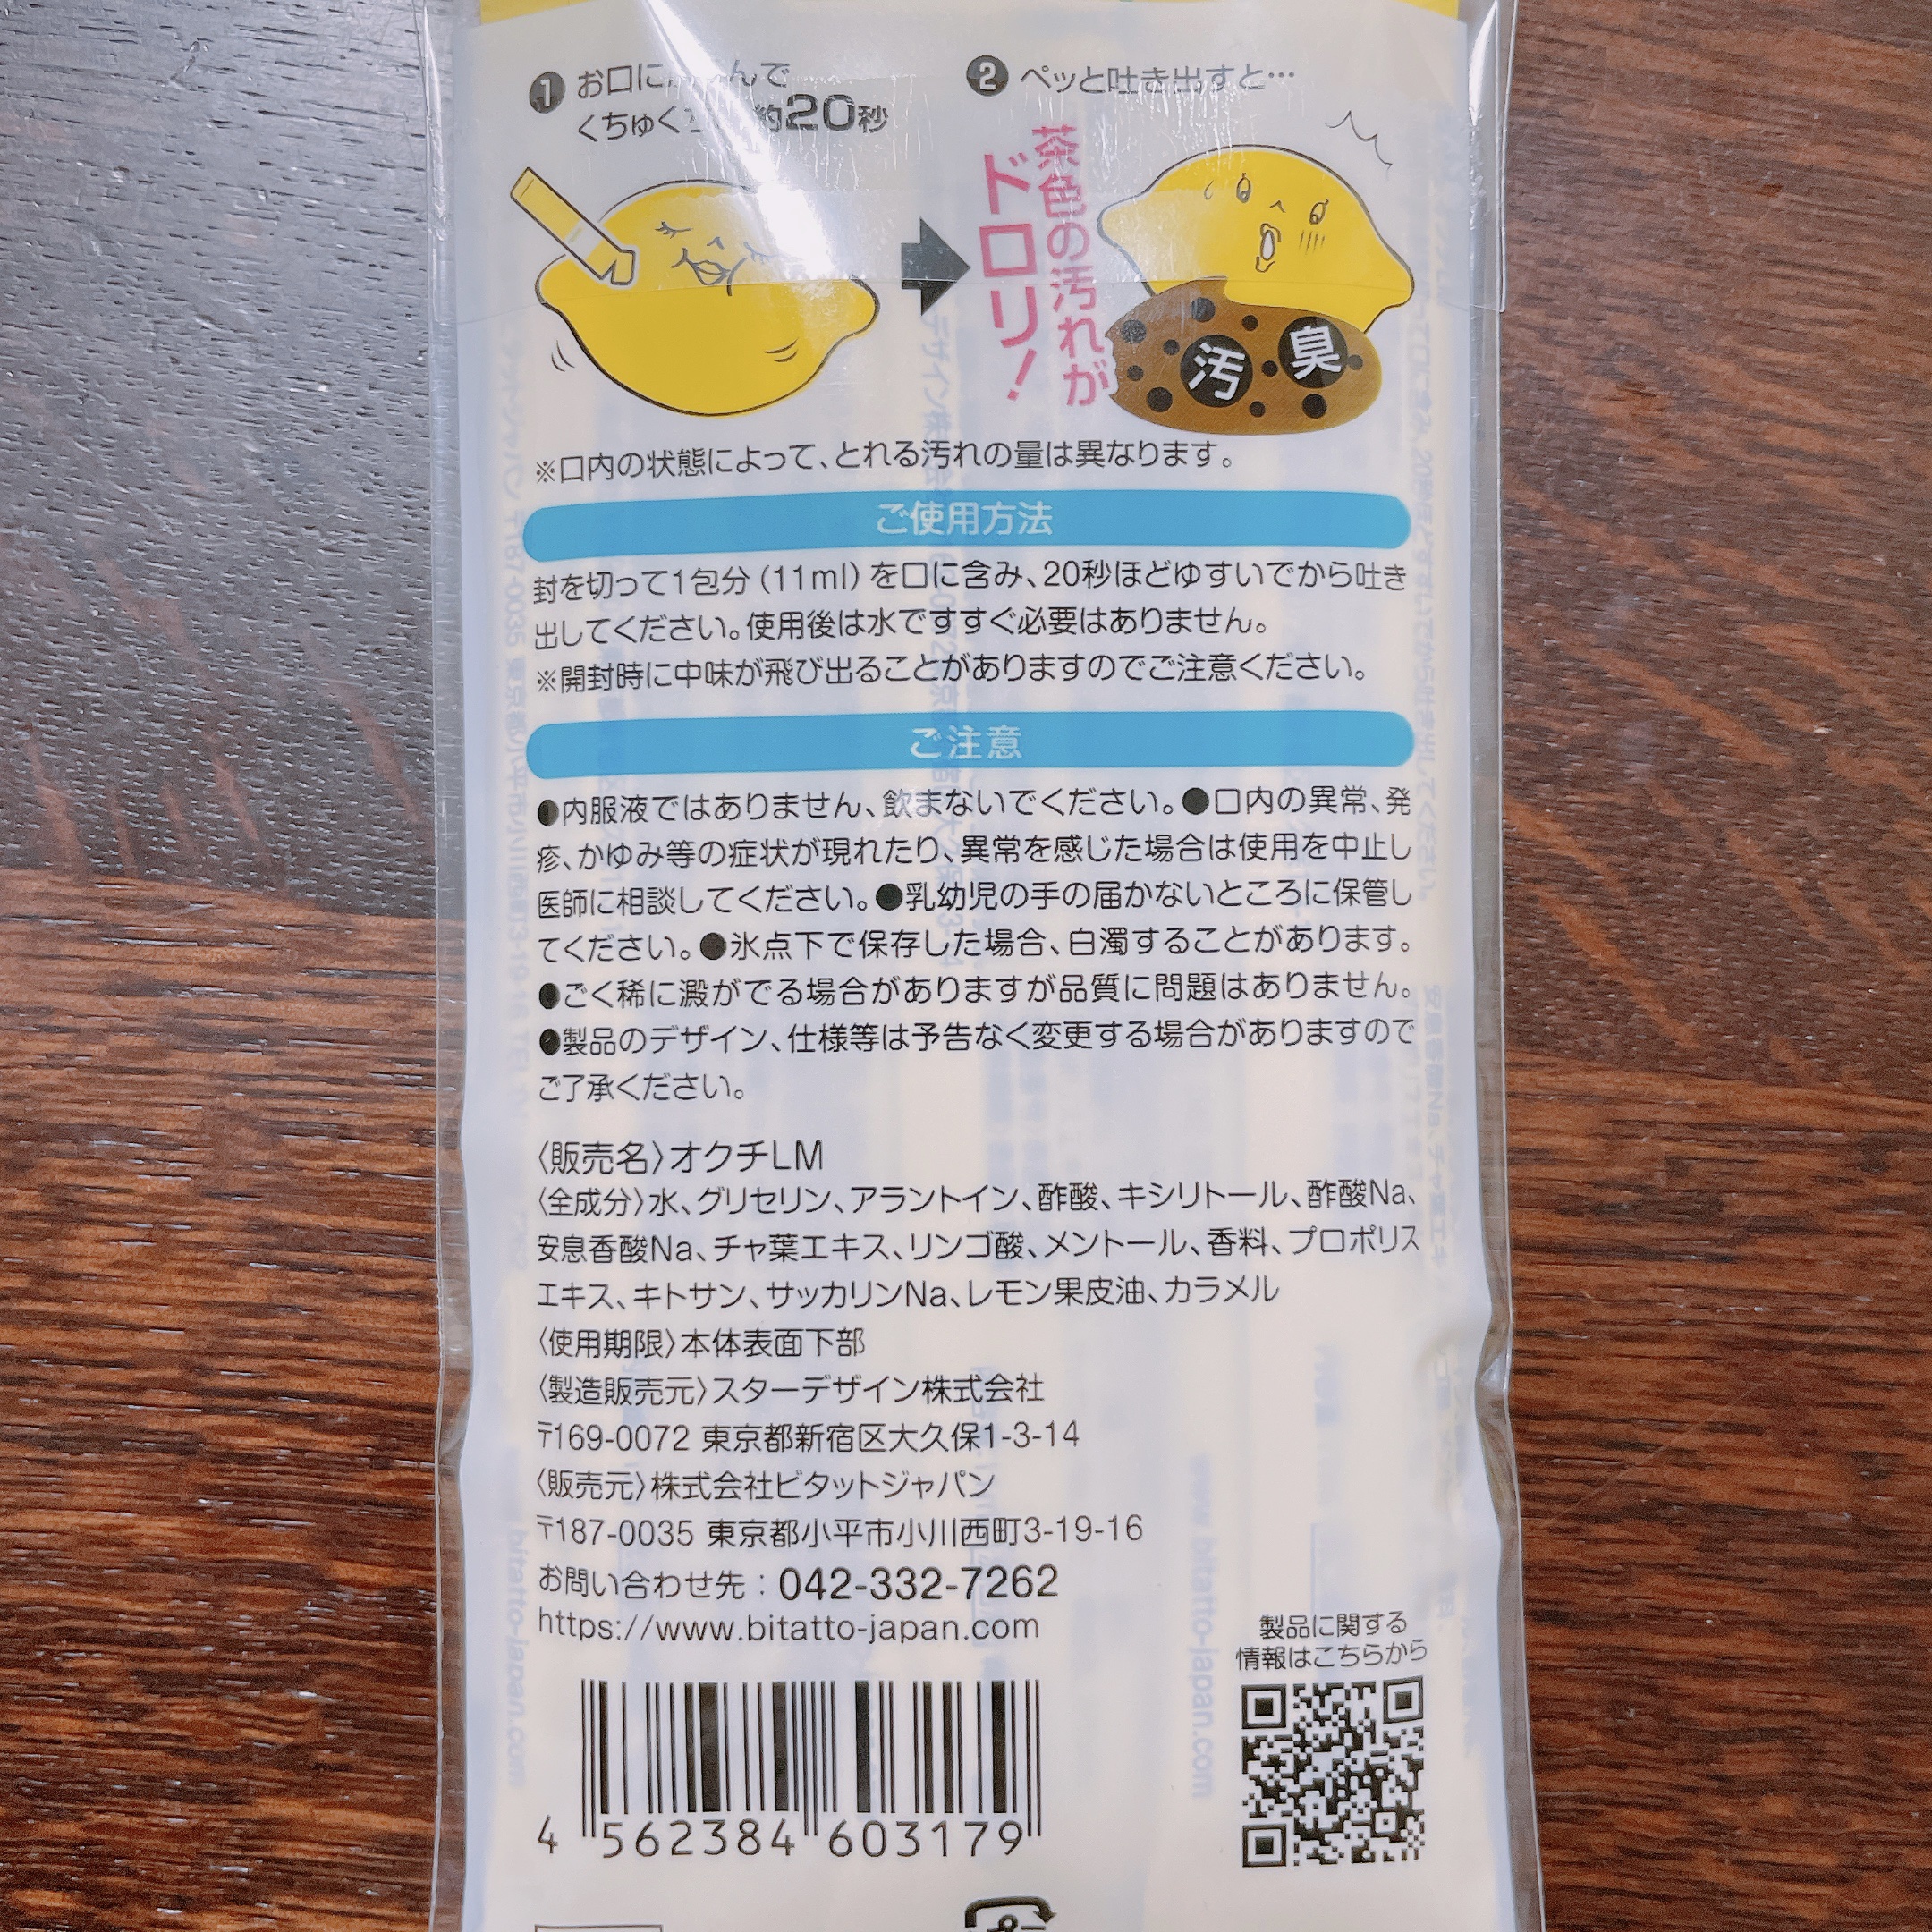 1 お口に んで
くちゅく 約20秒
2 ペッと吐き出すと…
茶色の汚れが
ドロリ!
汚
臭
※口内の状態によって、とれる汚れの量は異なります。
ご使用方法
封を切って1包分(11ml)を口に含み、20秒ほどゆすいでから吐き
出してください。使用後は水ですすぐ必要はありません。
※開封時に中味が飛び出ることがありますのでご注意ください。
ご注意
●内服液ではありません、飲まないでください。●口内の異常、発
疹、かゆみ等の症状が現れたり、異常を感じた場合は使用を中止し
医師に相談してください。●乳幼児の手の届かないところに保管し
てください。●氷点下で保存した場合、白濁することがあります。
●ごく稀に澱がでる場合がありますが品質に問題はありません。
●製品のデザイン、仕様等は予告なく変更する場合がありますので
ご了承ください。
〈販売名〉オクチLM
〈全成分〉水、グリセリン、アラントイン、酢酸、キシリトール、酢酸Na、
安息香酸Na、チャ葉エキス、リンゴ酸、メントール、香料、プロポリス
エキス、キトサン、サッカリンNa、レモン果皮油、カラメル
〈使用期限〉本体表面下部
〈製造販売元〉スターデザイン株式会社
〒169-0072 東京都新宿区大久保1-3-14
〈販売元〉株式会社ビタットジャパン
〒187-0035 東京都小平市小川西町3-19-16
お問い合わせ先:042-332-7262
https://www.bitatto-japan.com
製品に関する
情報はこちらから
4 562384 603179